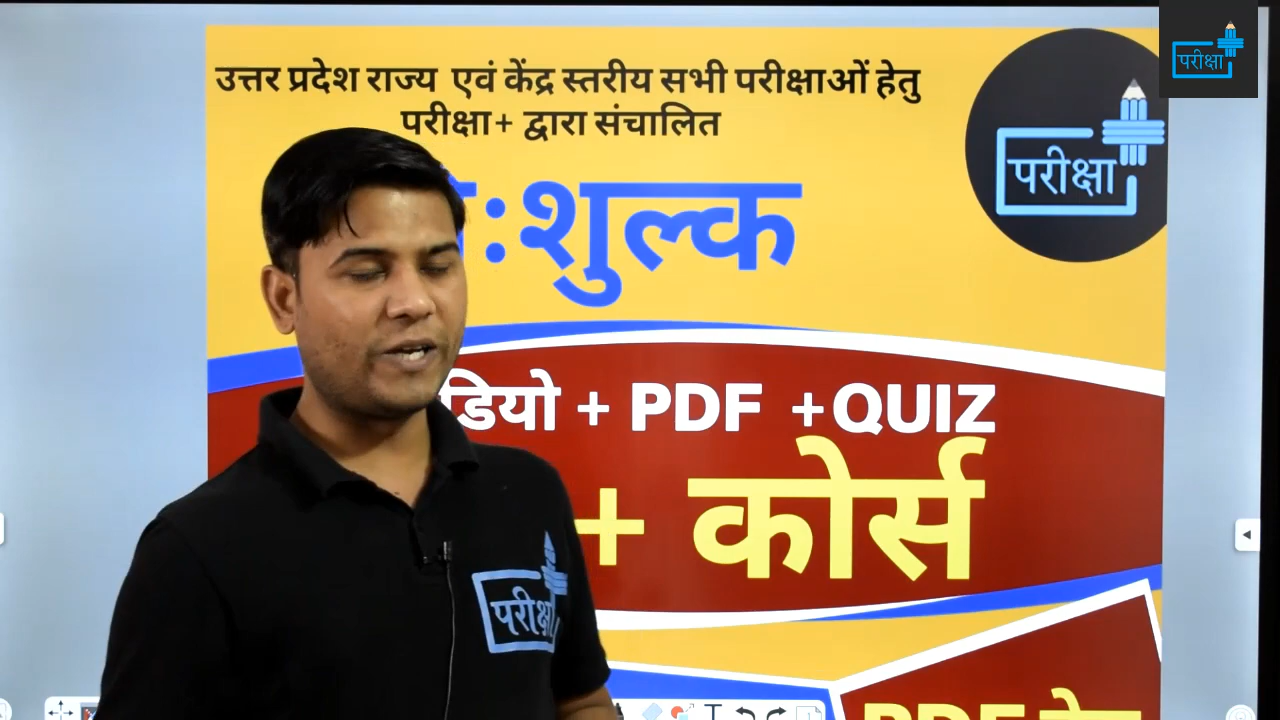 उत्तर प्रदेश राज्य एवं केंद्र स्तरीय सभी परीक्षाओं हेतु
परीक्षा+ द्वारा संचालित
परीक्षा
परीक्षा
:शुल्क
डियो + PDF +QUIZ
+ कोर्स
परीक्षा